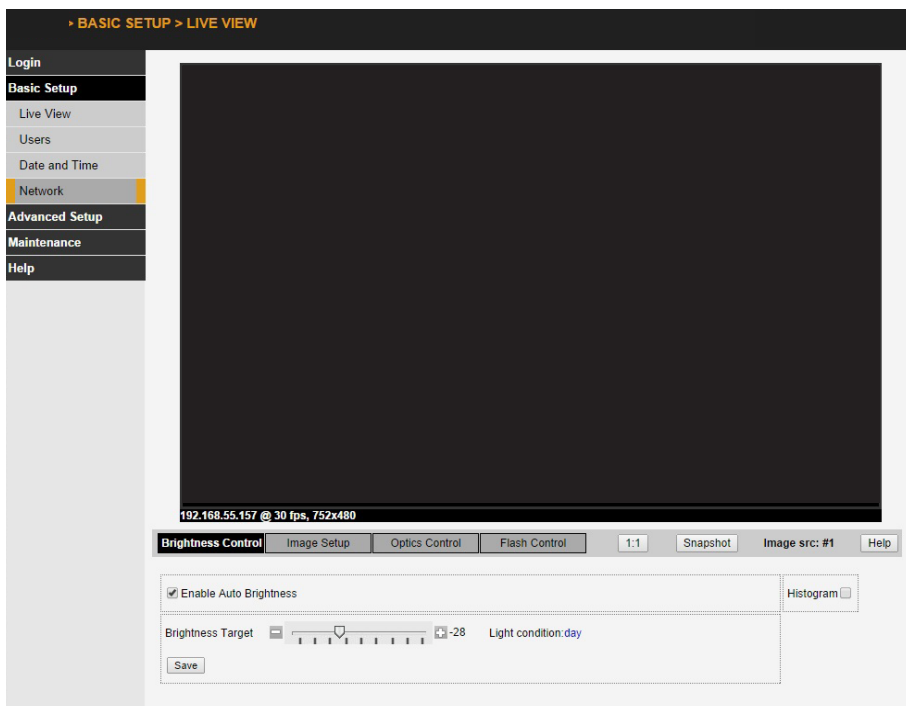 BASIC SETUP > LIVE VIEW
Login
Basic Setup
Live View
Users
Date and Time
Network
Advanced Setup
Maintenance
Help
192.168.55.157 @ 30 fps, 752x480
Brightness Control Image Setup Optics Control Flash Control 1:1 Snapshot Image src: #1 Help
Enable Auto Brightness Histogram
Brightness Target -28 Light condition:day
Save